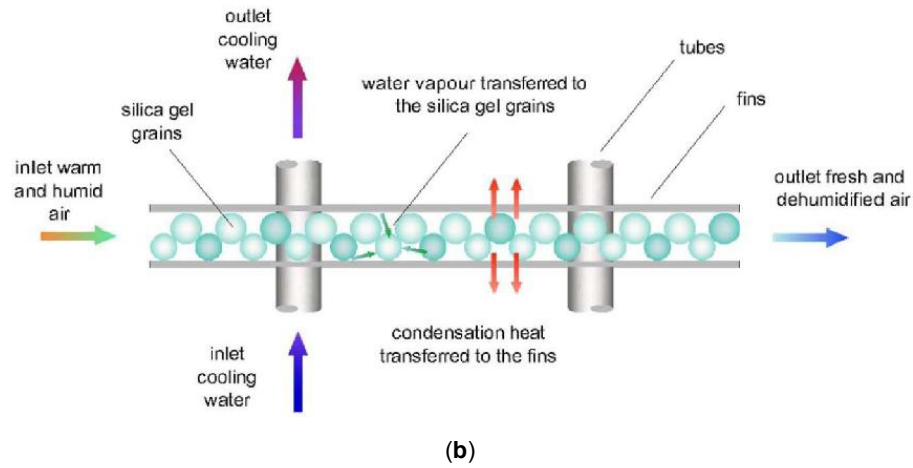 outlet
cooling
water
tubes
water vapour transferred to
the silica gel grains
fins
silica gel
grains
inlet warm
and humid
air
outlet fresh and
dehumidified air
condensation heat
transferred to the fins
inlet
cooling
water
(b)